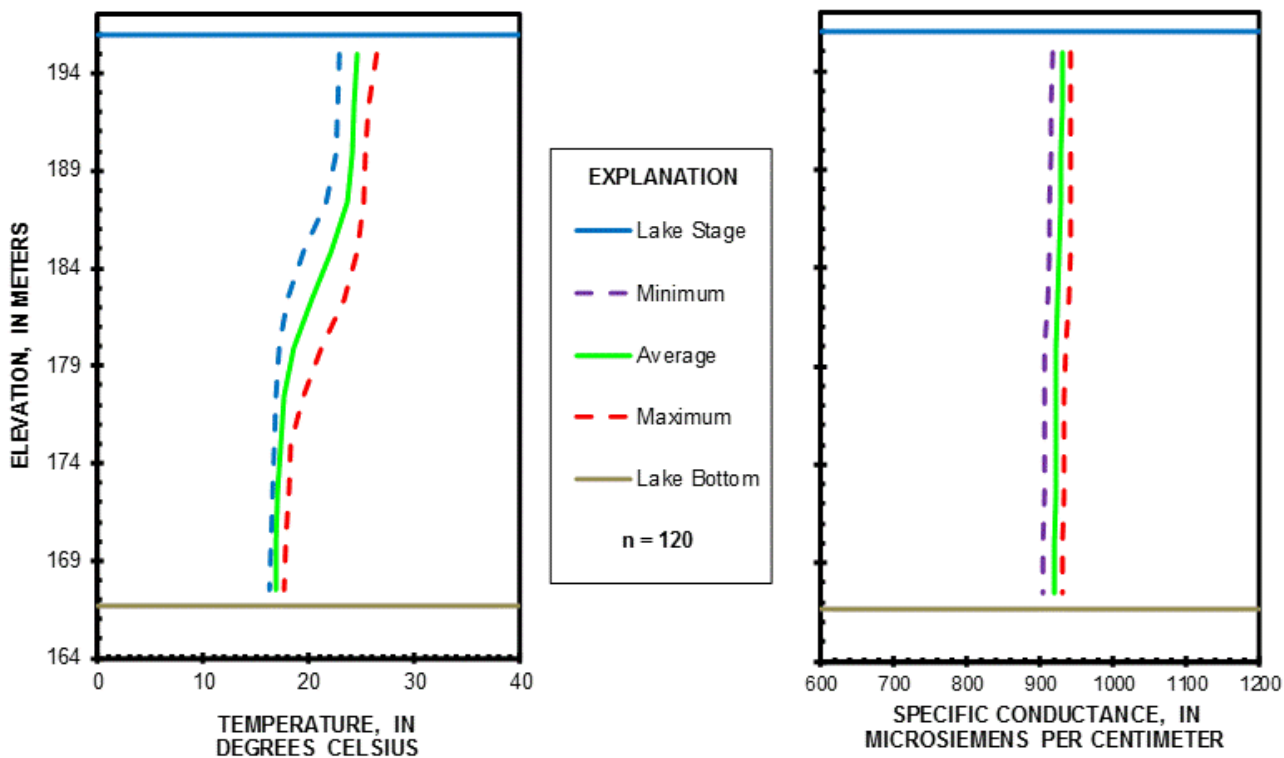 194
189
184
179
174
169
164
ELEVATION, IN METERS
0 10 20 30 40
TEMPERATURE, IN
DEGREES CELSIUS
EXPLANATION
Lake Stage
Minimum
Average
Maximum
Lake Bottom
n = 120
600 700 800 900 1000 1100 1200
SPECIFIC CONDUCTANCE, IN
MICROSIEMENS PER CENTIMETER